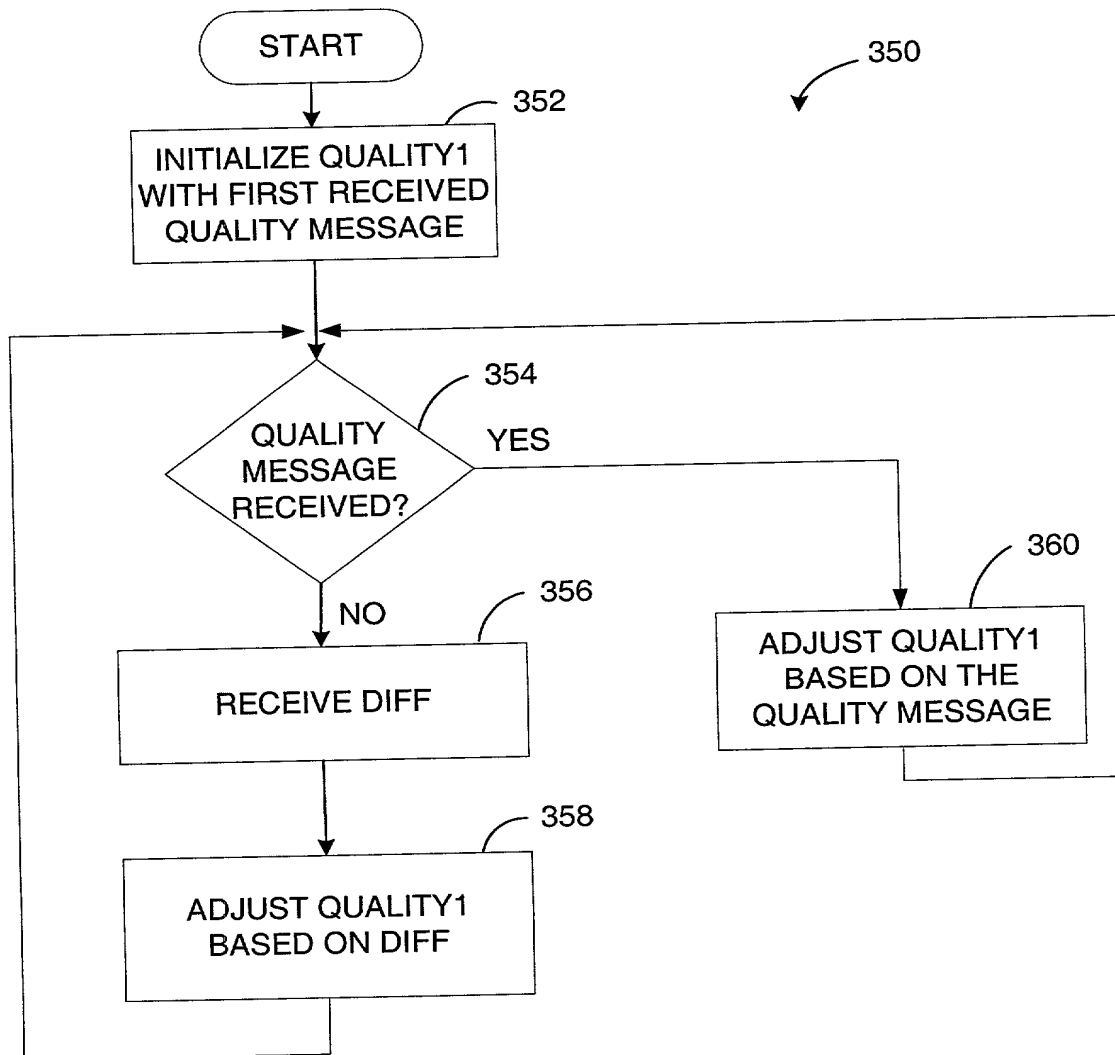 START
350
352
INITIALIZE QUALITY1
WITH FIRST RECEIVED
QUALITY MESSAGE
354
QUALITY
MESSAGE
RECEIVED?
YES
NO
356
RECEIVE DIFF
360
ADJUST QUALITY1
BASED ON THE
QUALITY MESSAGE
358
ADJUST QUALITY1
BASED ON DIFF